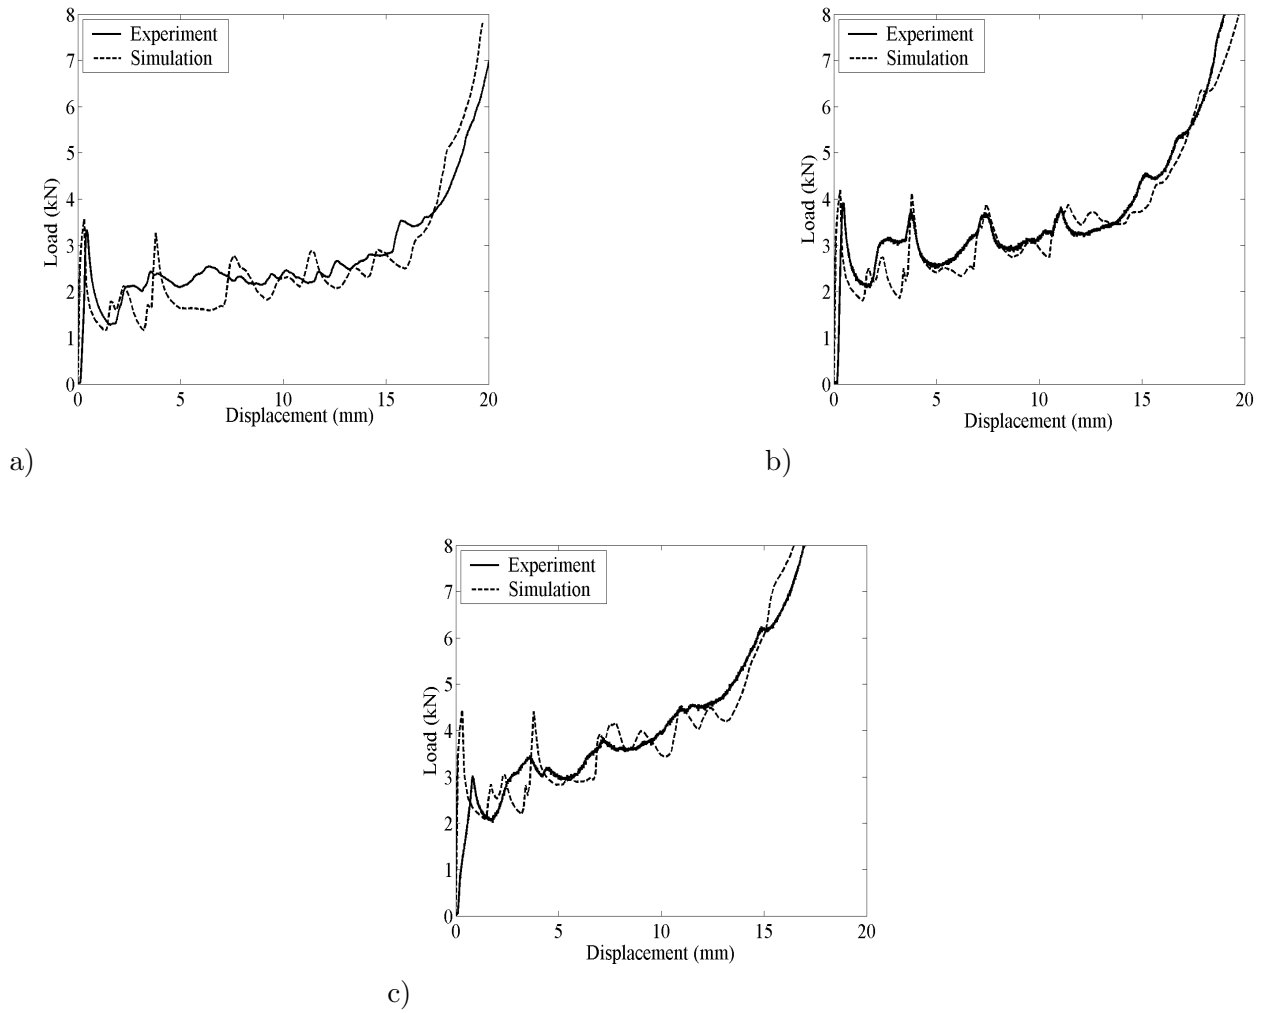 8
7
6
5
4
3
2
1
0
Load (kN)
Experiment
Simulation
0 5 10 15 20
Displacement (mm)
a)
8
7
6
5
4
3
2
1
0
Load (kN)
Experiment
Simulation
0 5 10 15 20
Displacement (mm)
b)
8
7
6
5
4
3
2
1
0
Load (kN)
Experiment
Simulation
0 5 10 15 20
Displacement (mm)
c)